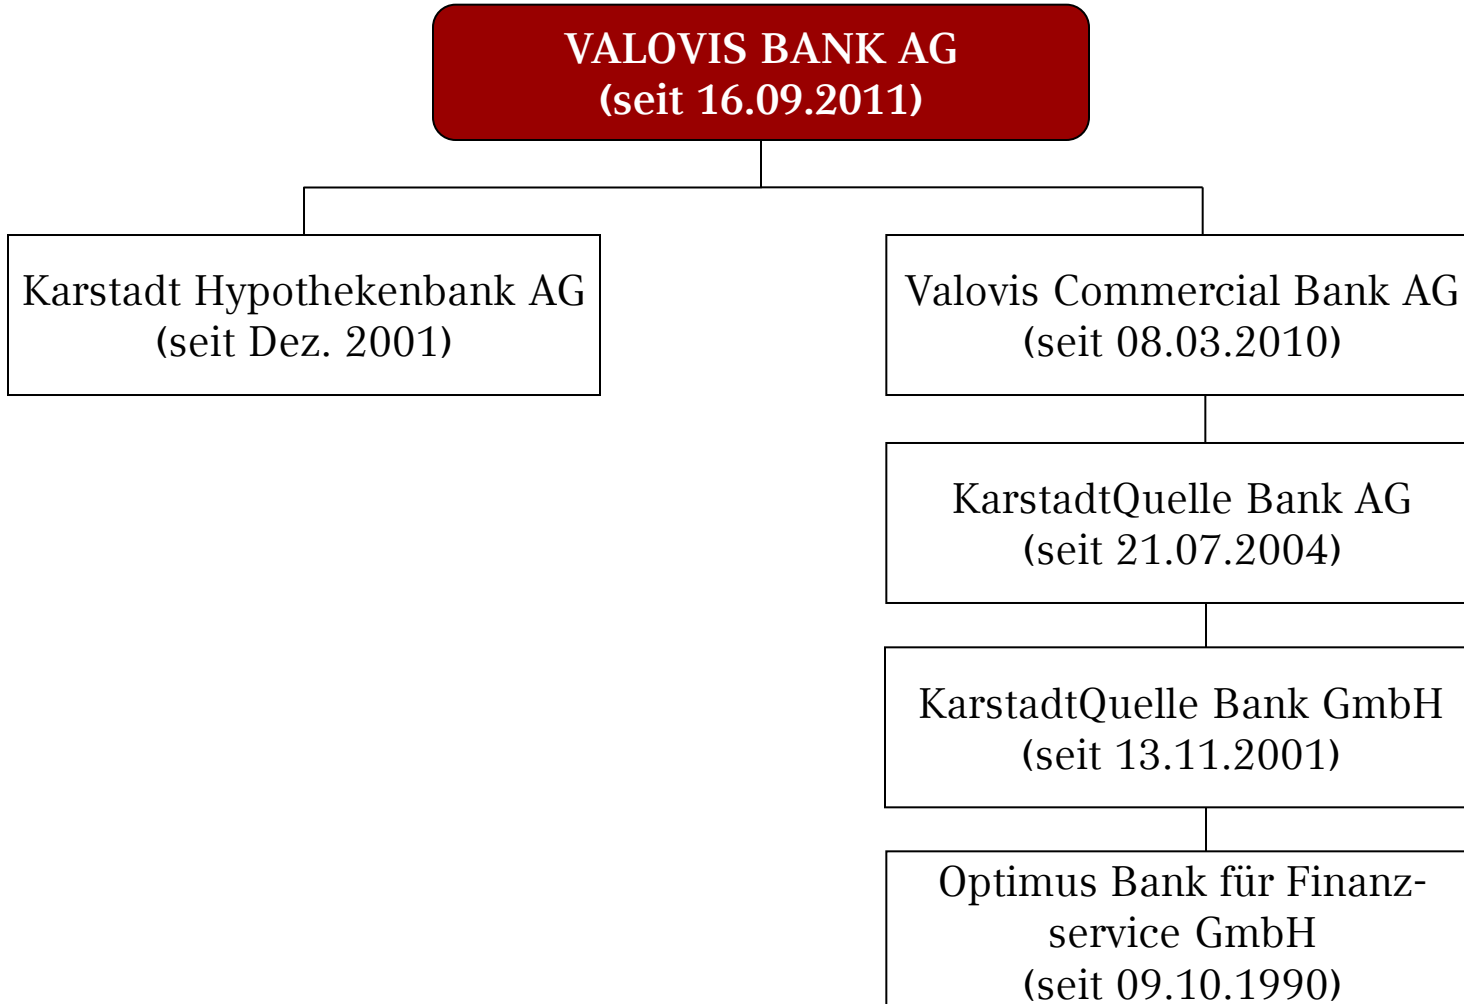 VALOVIS BANK AG
(seit 16.09.2011)
Karstadt Hypothekenbank AG
(seit Dez. 2001)
Valovis Commercial Bank AG
(seit 08.03.2010)
KarstadtQuelle Bank AG
(seit 21.07.2004)
KarstadtQuelle Bank GmbH
(seit 13.11.2001)
Optimus Bank für Finanz-
service GmbH
(seit 09.10.1990)